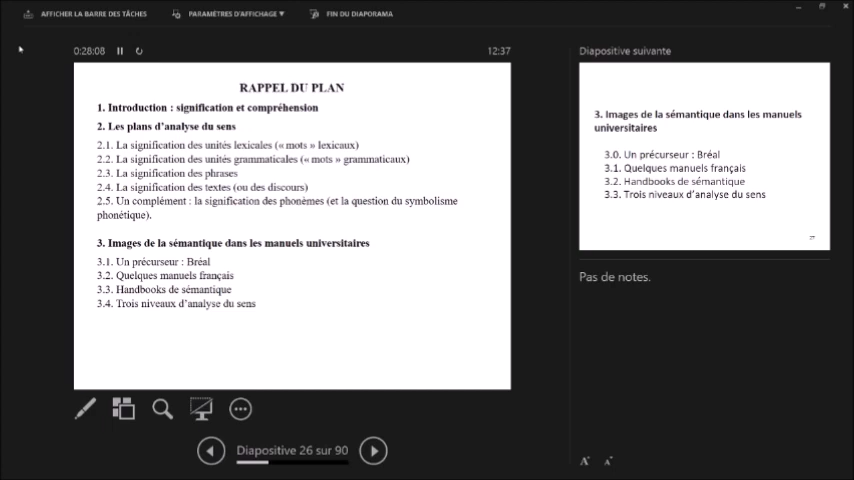 AFFICHER LA BARRE DES TÂCHES
PARAMÈTRES D'AFFICHAGE ▼
FIN DU DIAPORAMA
0:28:08
12:37
RAPPEL DU PLAN
1. Introduction : signification et compréhension
2. Les plans d'analyse du sens
2.1. La signification des unités lexicales (« mots » lexicaux)
2.2. La signification des unités grammaticales (« mots » grammaticaux)
2.3. La signification des phrases
2.4. La signification des textes (ou des discours)
2.5. Un complément : la signification des phonèmes (et la question du symbolisme
phonétique).
3. Images de la sémantique dans les manuels universitaires
3.1. Un précurseur : Bréal
3.2. Quelques manuels français
3.3. Handbooks de sémantique
3.4. Trois niveaux d'analyse du sens
Diapositive 26 sur 90
Diapositive suivante
3. Images de la sémantique dans les manuels
universitaires
3.0. Un précurseur : Bréal
3.1. Quelques manuels français
3.2. Handbooks de sémantique
3.3. Trois niveaux d'analyse du sens
Pas de notes.
A A